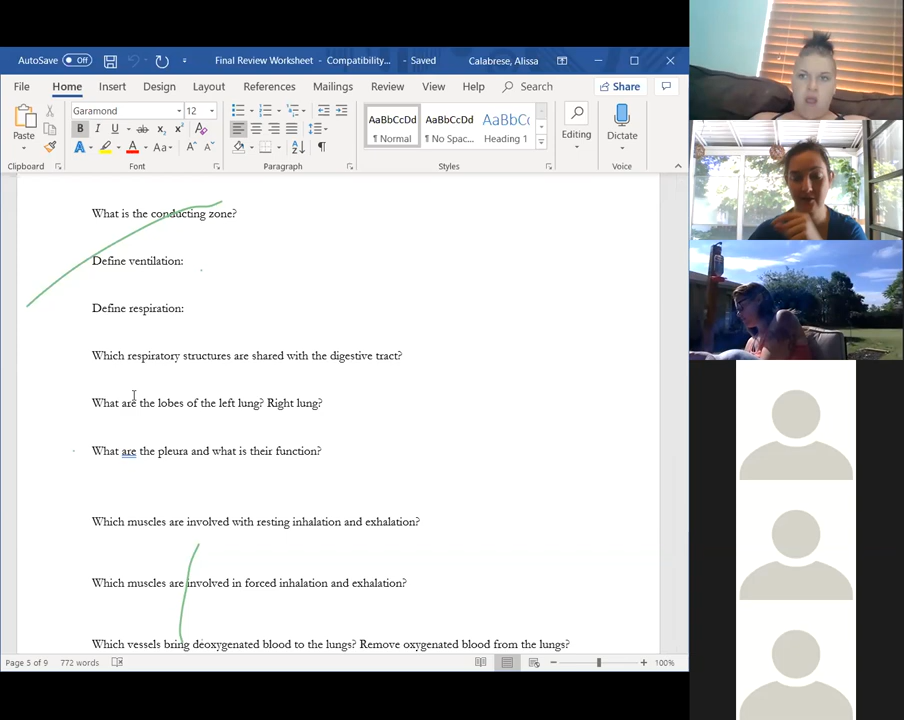 AutoSave Off Final Review Worksheet - Compatibility... - Saved Calabrese, Alissa
File Home Insert Design Layout References Mailings Review View Help Search Share
Garamond 12 AaBbCcDd AaBbCcDd AaBbC
Paste B I U ab x₂ x² A Normal No Spac... Heading 1 Editing Dictate
A A Aa A A
Clipboard Font Paragraph Styles Voice
What is the conducting zone?
Define ventilation:
Define respiration:
Which respiratory structures are shared with the digestive tract?
What are the lobes of the left lung? Right lung?
What are the pleura and what is their function?
Which muscles are involved with resting inhalation and exhalation?
Which muscles are involved in forced inhalation and exhalation?
Which vessels bring deoxygenated blood to the lungs? Remove oxygenated blood from the lungs?
Page 5 of 9 772 words 100%